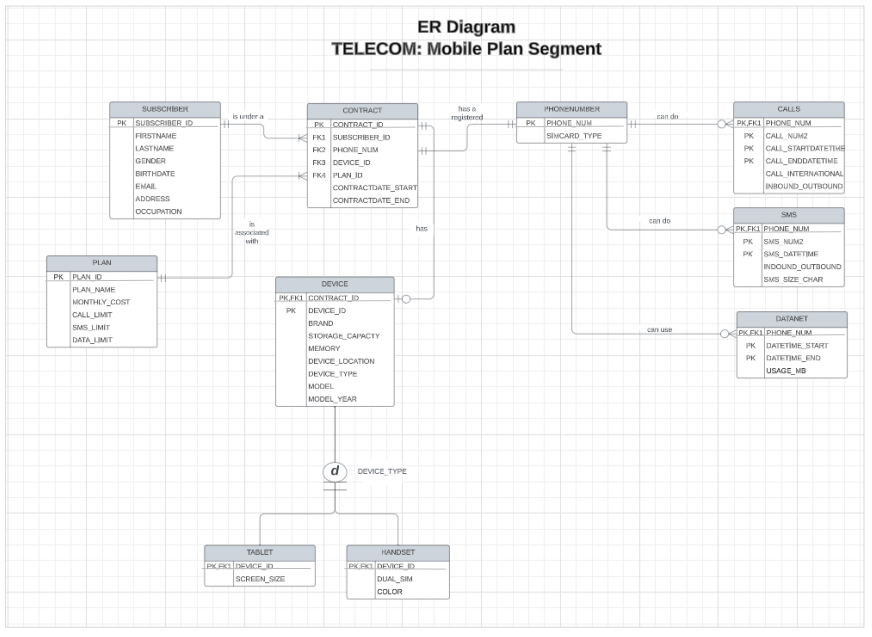 ER Diagram
TELECOM: Mobile Plan Segment
SUBSCRIBER
PK SUBSCRIBER_ID
FIRSTNAME
LASTNAME
GENDER
BIRTHDATE
EMAIL
ADDRESS
OCCUPATION
is under a
CONTRACT
PK CONTRACT_ID
FK1 SUBSCRIBER_ID
FK2 PHONE_NUM
FK3 DEVICE_ID
FK4 PLAN_ID
CONTRACTDATE_START
CONTRACTDATE_END
has a
registered
PHONENUMBER
PK PHONE_NUM
SIMCARD_TYPE
can do
CALLS
PK,FK1 PHONE_NUM
PK CALL_NUM2
PK CALL_STARTDATETIME
PK CALL_ENDDATETIME
CALL_INTERNATIONAL
INBOUND_OUTBOUND
can do
SMS
PK,FK1 PHONE_NUM
PK SMS_NUM2
PK SMS_DATETIME
INDOUND_OUTBOUND
SMS_SIZE_CHAR
is
associated
with
has
PLAN
PK PLAN_ID
PLAN_NAME
MONTHLY_COST
CALL_LIMIT
SMS_LIMIT
DATA_LIMIT
DEVICE
PK,FK1 CONTRACT_ID
PK DEVICE_ID
BRAND
STORAGE_CAPACTY
MEMORY
DEVICE_LOCATION
DEVICE_TYPE
MODEL
MODEL_YEAR
can use
DATANET
PK,FK1 PHONE_NUM
PK DATETIME_START
PK DATETIME_END
USAGE_MB
d DEVICE_TYPE
TABLET
PK,FK1 DEVICE_ID
SCREEN_SIZE
HANDSET
PK,FK1 DEVICE_ID
DUAL_SIM
COLOR